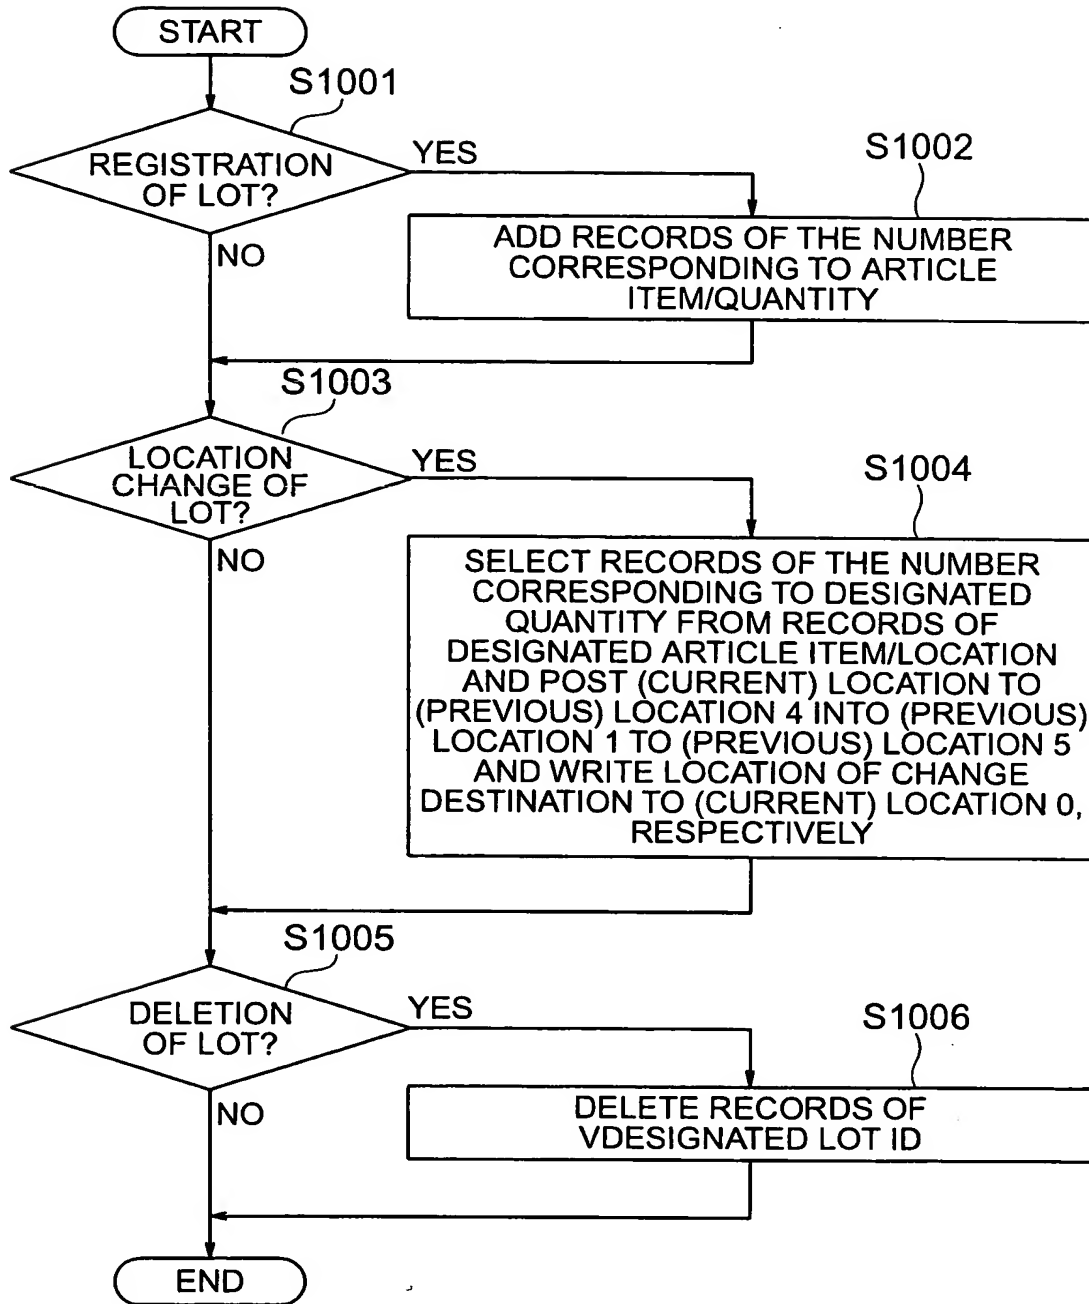 START
S1001
REGISTRATION
OF LOT?
YES
NO
S1002
ADD RECORDS OF THE NUMBER
CORRESPONDING TO ARTICLE
ITEM/QUANTITY
S1003
LOCATION
CHANGE OF
LOT?
YES
NO
S1004
SELECT RECORDS OF THE NUMBER
CORRESPONDING TO DESIGNATED
QUANTITY FROM RECORDS OF
DESIGNATED ARTICLE ITEM/LOCATION
AND POST (CURRENT) LOCATION TO
(PREVIOUS) LOCATION 4 INTO (PREVIOUS)
LOCATION 1 TO (PREVIOUS) LOCATION 5
AND WRITE LOCATION OF CHANGE
DESTINATION TO (CURRENT) LOCATION 0,
RESPECTIVELY
S1005
DELETION
OF LOT?
YES
NO
S1006
DELETE RECORDS OF
VDESIGNATED LOT ID
END